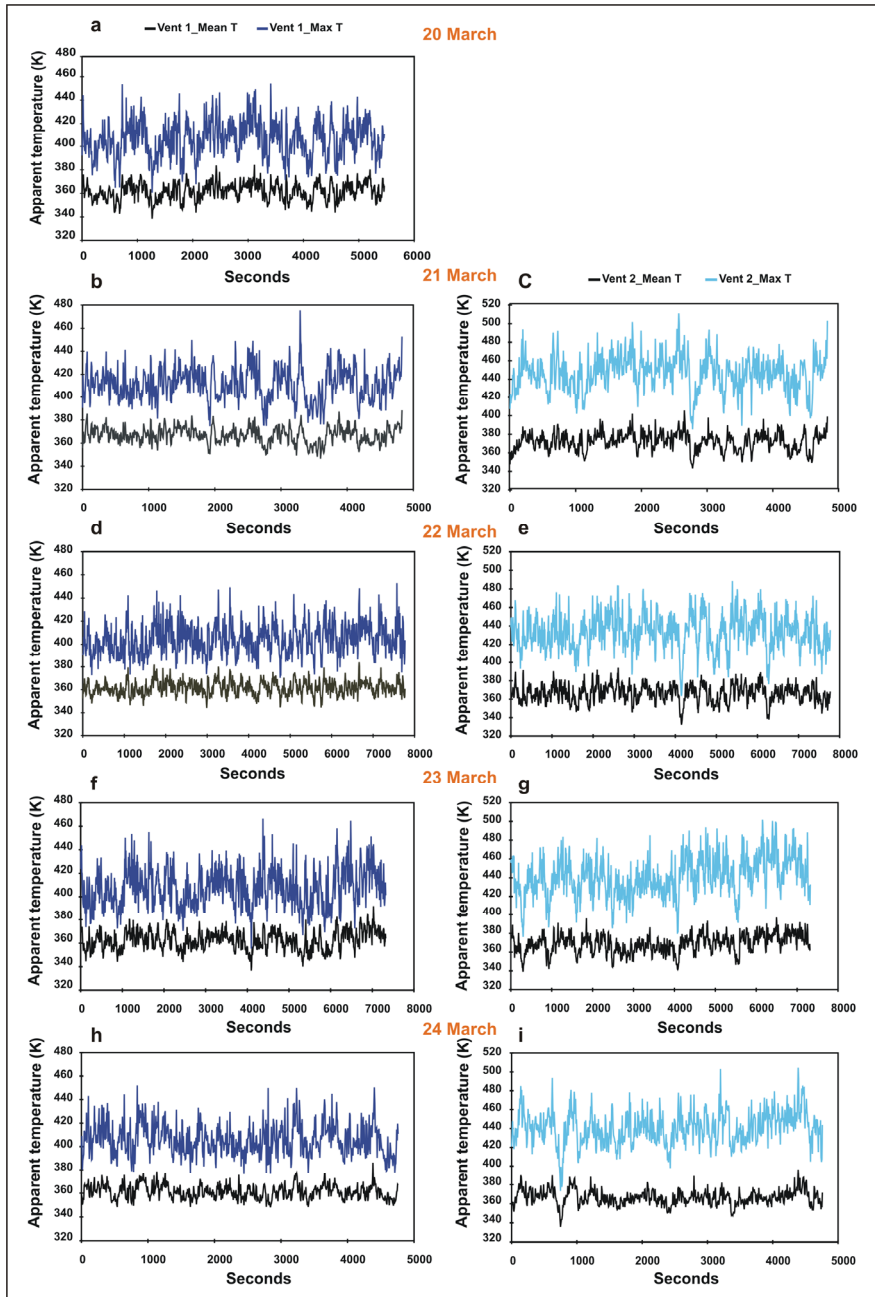 a
Vent 1_Mean T Vent 1_Max T
20 March
Apparent temperature (K)
480
460
440
420
400
380
360
340
320
0 1000 2000 3000 4000 5000 6000
Seconds
21 March
b
Apparent temperature (K)
480
460
440
420
400
380
360
340
320
0 1000 2000 3000 4000 5000
Seconds
C
Vent 2_Mean T Vent 2_Max T
Apparent temperature (K)
520
500
480
460
440
420
400
380
360
340
320
0 1000 2000 3000 4000 5000
Seconds
22 March
d
Apparent temperature (K)
480
460
440
420
400
380
360
340
320
0 1000 2000 3000 4000 5000 6000 7000 8000
Seconds
e
Apparent temperature (K)
520
500
480
460
440
420
400
380
360
340
320
0 1000 2000 3000 4000 5000 6000 7000 8000
Seconds
23 March
f
Apparent temperature (K)
480
460
440
420
400
380
360
340
320
0 1000 2000 3000 4000 5000 6000 7000 8000
Seconds
g
Apparent temperature (K)
520
500
480
460
440
420
400
380
360
340
320
0 1000 2000 3000 4000 5000 6000 7000 8000
Seconds
24 March
h
Apparent temperature (K)
480
460
440
420
400
380
360
340
320
0 1000 2000 3000 4000 5000
Seconds
i
Apparent temperature (K)
520
500
480
460
440
420
400
380
360
340
320
0 1000 2000 3000 4000 5000
Seconds